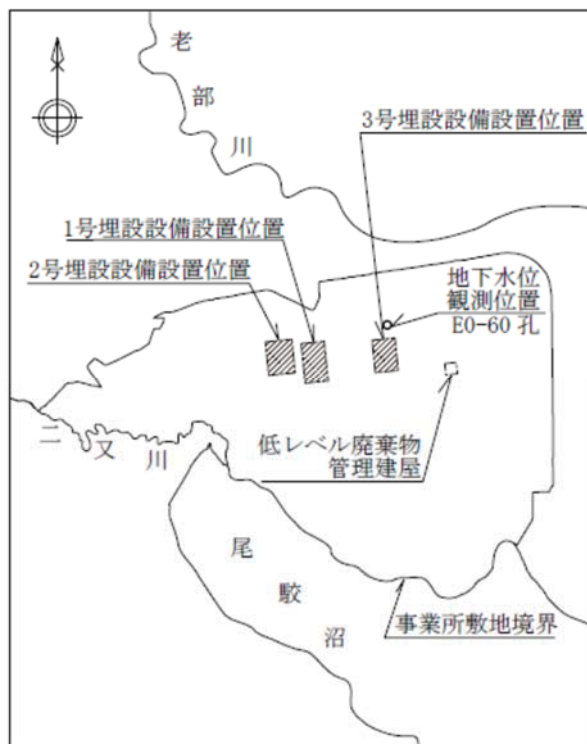 老部川
3号埋設設備設置位置
1号埋設設備設置位置
2号埋設設備設置位置
地下水位
観測位置
E0-60 孔
低レベル廃棄物
管理建屋
二又川
尾駮沼
事業所敷地境界